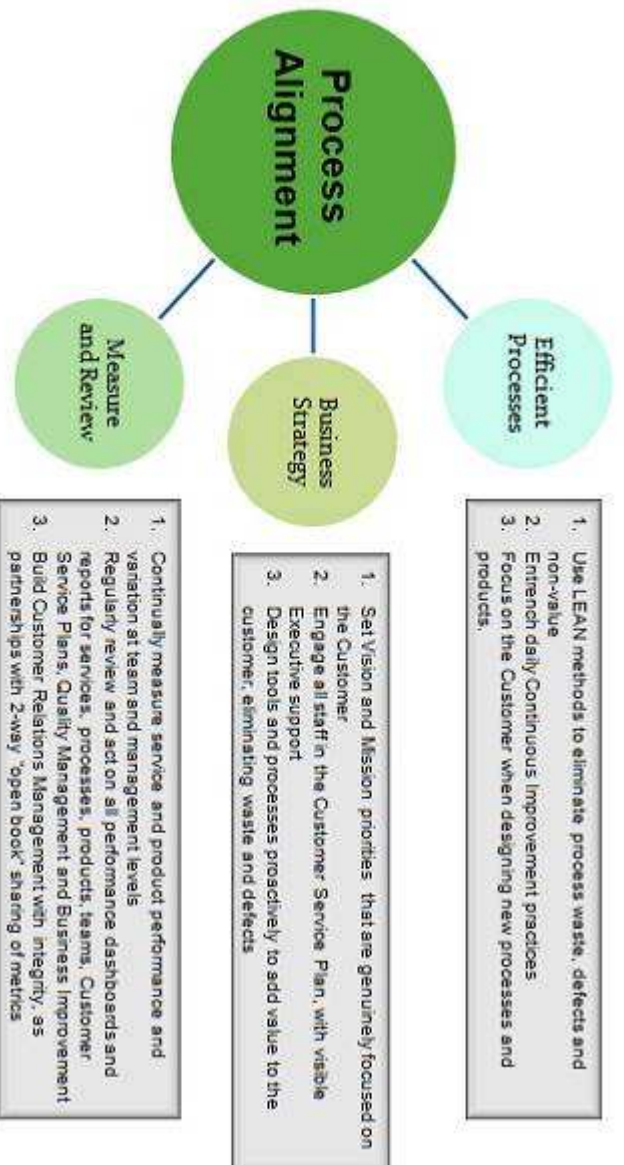 Process
Alignment
Efficient
Processes
1. Use LEAN methods to eliminate process waste, defects and
non-value
2. Entrench daily Continuous Improvement practices
3. Focus on the Customer when designing new processes and
products.
Business
Strategy
1. Set Vision and Mission priorities that are genuinely focused on
the Customer
2. Engage all staff in the Customer Service Plan, with visible
Executive support
3. Design tools and processes proactively to add value to the
customer, eliminating waste and defects
Measure
and Review
1. Continually measure service and product performance and
variation at team and management levels
2. Regularly review and act on all performance dashboards and
reports for services, processes, products, teams, Customer
Service Plans, Quality Management and Business Improvement
3. Build Customer Relations Management with integrity, as
partnerships with 2-way "open book" sharing of metrics